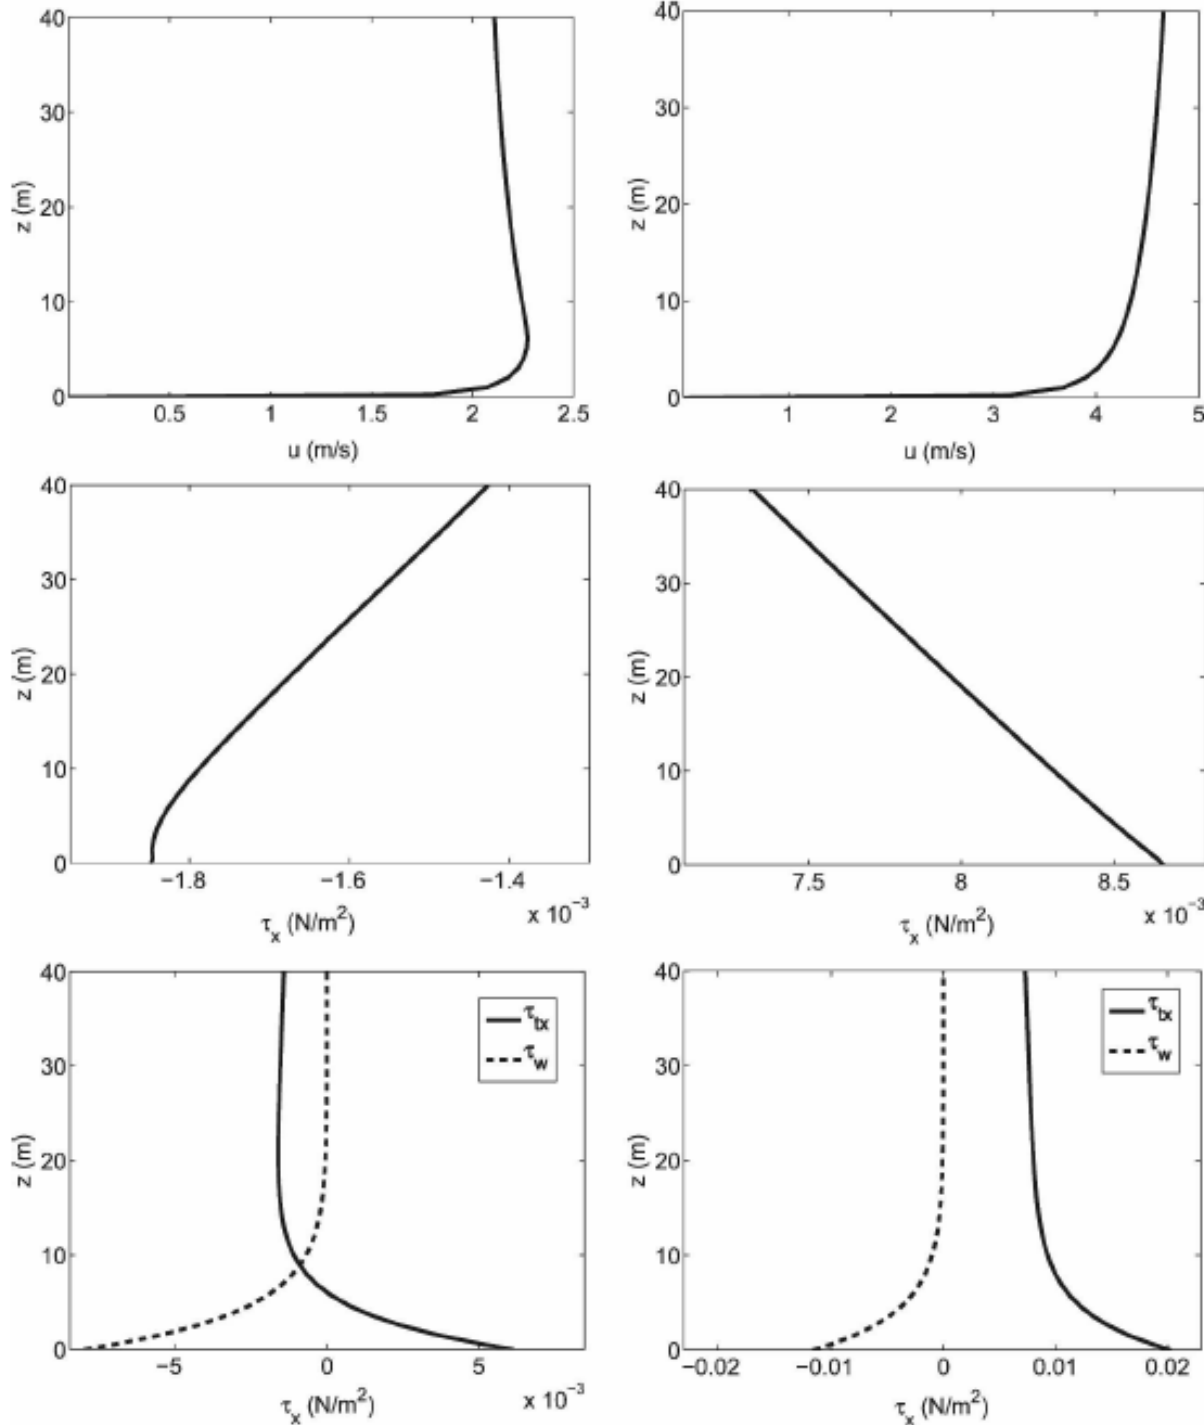 40
30
20
10
0
z (m)
0.5 1 1.5 2 2.5
u (m/s)
40
30
20
10
0
z (m)
1 2 3 4 5
u (m/s)
40
30
20
10
0
z (m)
−1.8 −1.6 −1.4
x 10⁻³
τₓ (N/m²)
40
30
20
10
0
z (m)
7.5 8 8.5
x 10⁻³
τₓ (N/m²)
40
30
20
10
0
z (m)
τtx
τw
−5 0 5
x 10⁻³
τₓ (N/m²)
40
30
20
10
0
z (m)
τtx
τw
−0.02 −0.01 0 0.01 0.02
τₓ (N/m²)